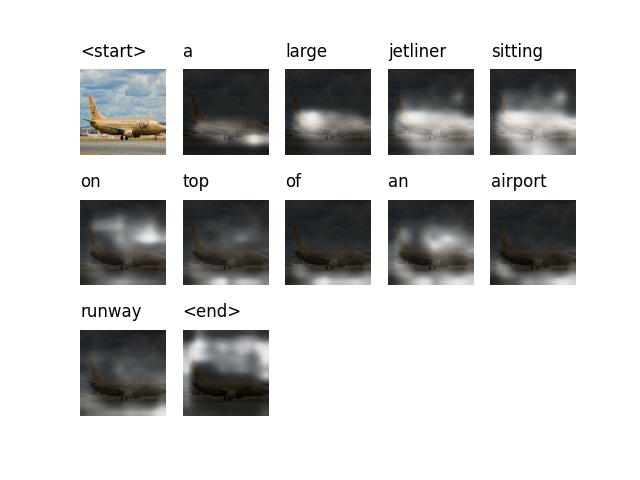 <start> a large jetliner sitting
on top of an airport
runway <end>